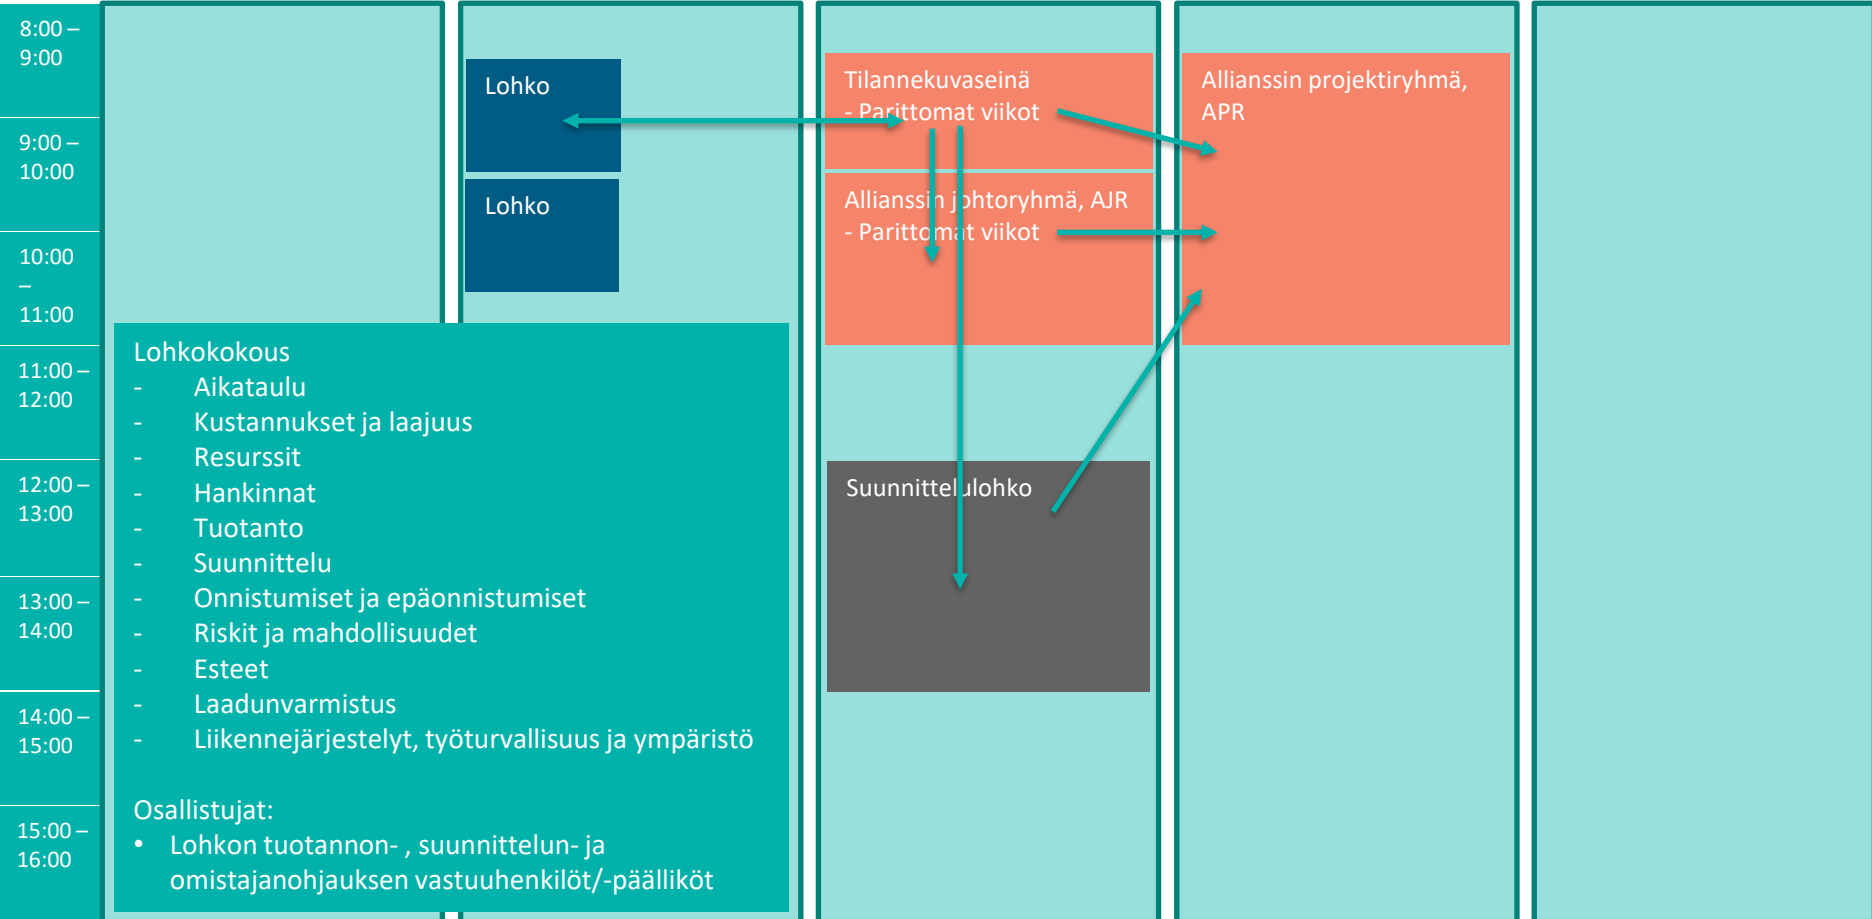 8:00 –
9:00
9:00 –
10:00
10:00
–
11:00
11:00 –
12:00
12:00 –
13:00
13:00 –
14:00
14:00 –
15:00
15:00 –
16:00
Lohko
Lohko
Lohkokokous
- Aikataulu
- Kustannukset ja laajuus
- Resurssit
- Hankinnat
- Tuotanto
- Suunnittelu
- Onnistumiset ja epäonnistumiset
- Riskit ja mahdollisuudet
- Esteet
- Laadunvarmistus
- Liikennejärjestelyt, työturvallisuus ja ympäristö
Osallistujat:
• Lohkon tuotannon- , suunnittelun- ja
omistajanohjauksen vastuuhenkilöt/-päälliköt
Tilannekuvaseinä
- Parittomat viikot
Allianssin johtoryhmä, AJR
- Parittomat viikot
Suunnittelulohko
Allianssin projektiryhmä,
APR